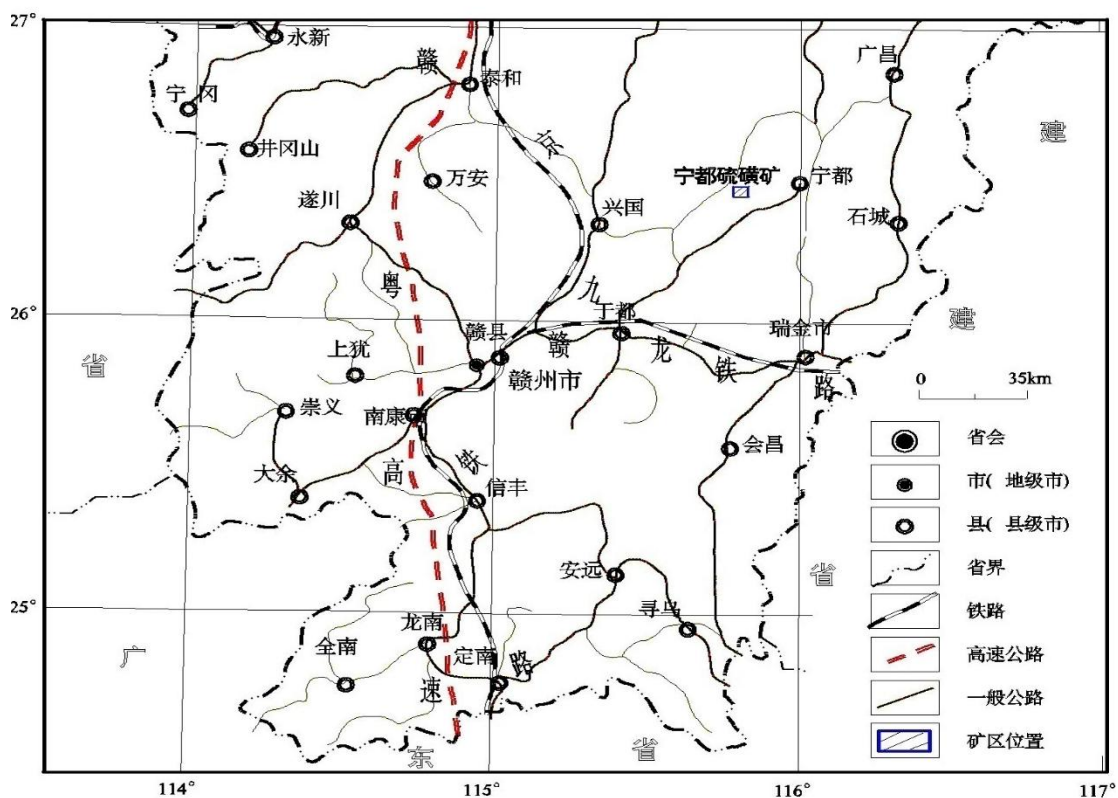 27°
永新
赣
泰和
广昌
宁冈
建
京
井冈山
万安
宁都硫磺矿
宁都
遂川
兴国
石城
26°
粤
九
于都
建
赣县
赣
龙
瑞金市
省
上犹
赣州市
铁
路
0 35km
崇义
南康
省会
会昌
大余
高
铁
信丰
市( 地级市)
县( 县级市)
安远
省
省界
25°
寻乌
铁路
龙南
广
全南
定南
路
高速公路
速
一般公路
东
省
矿区位置
114°
115°
116°
117°